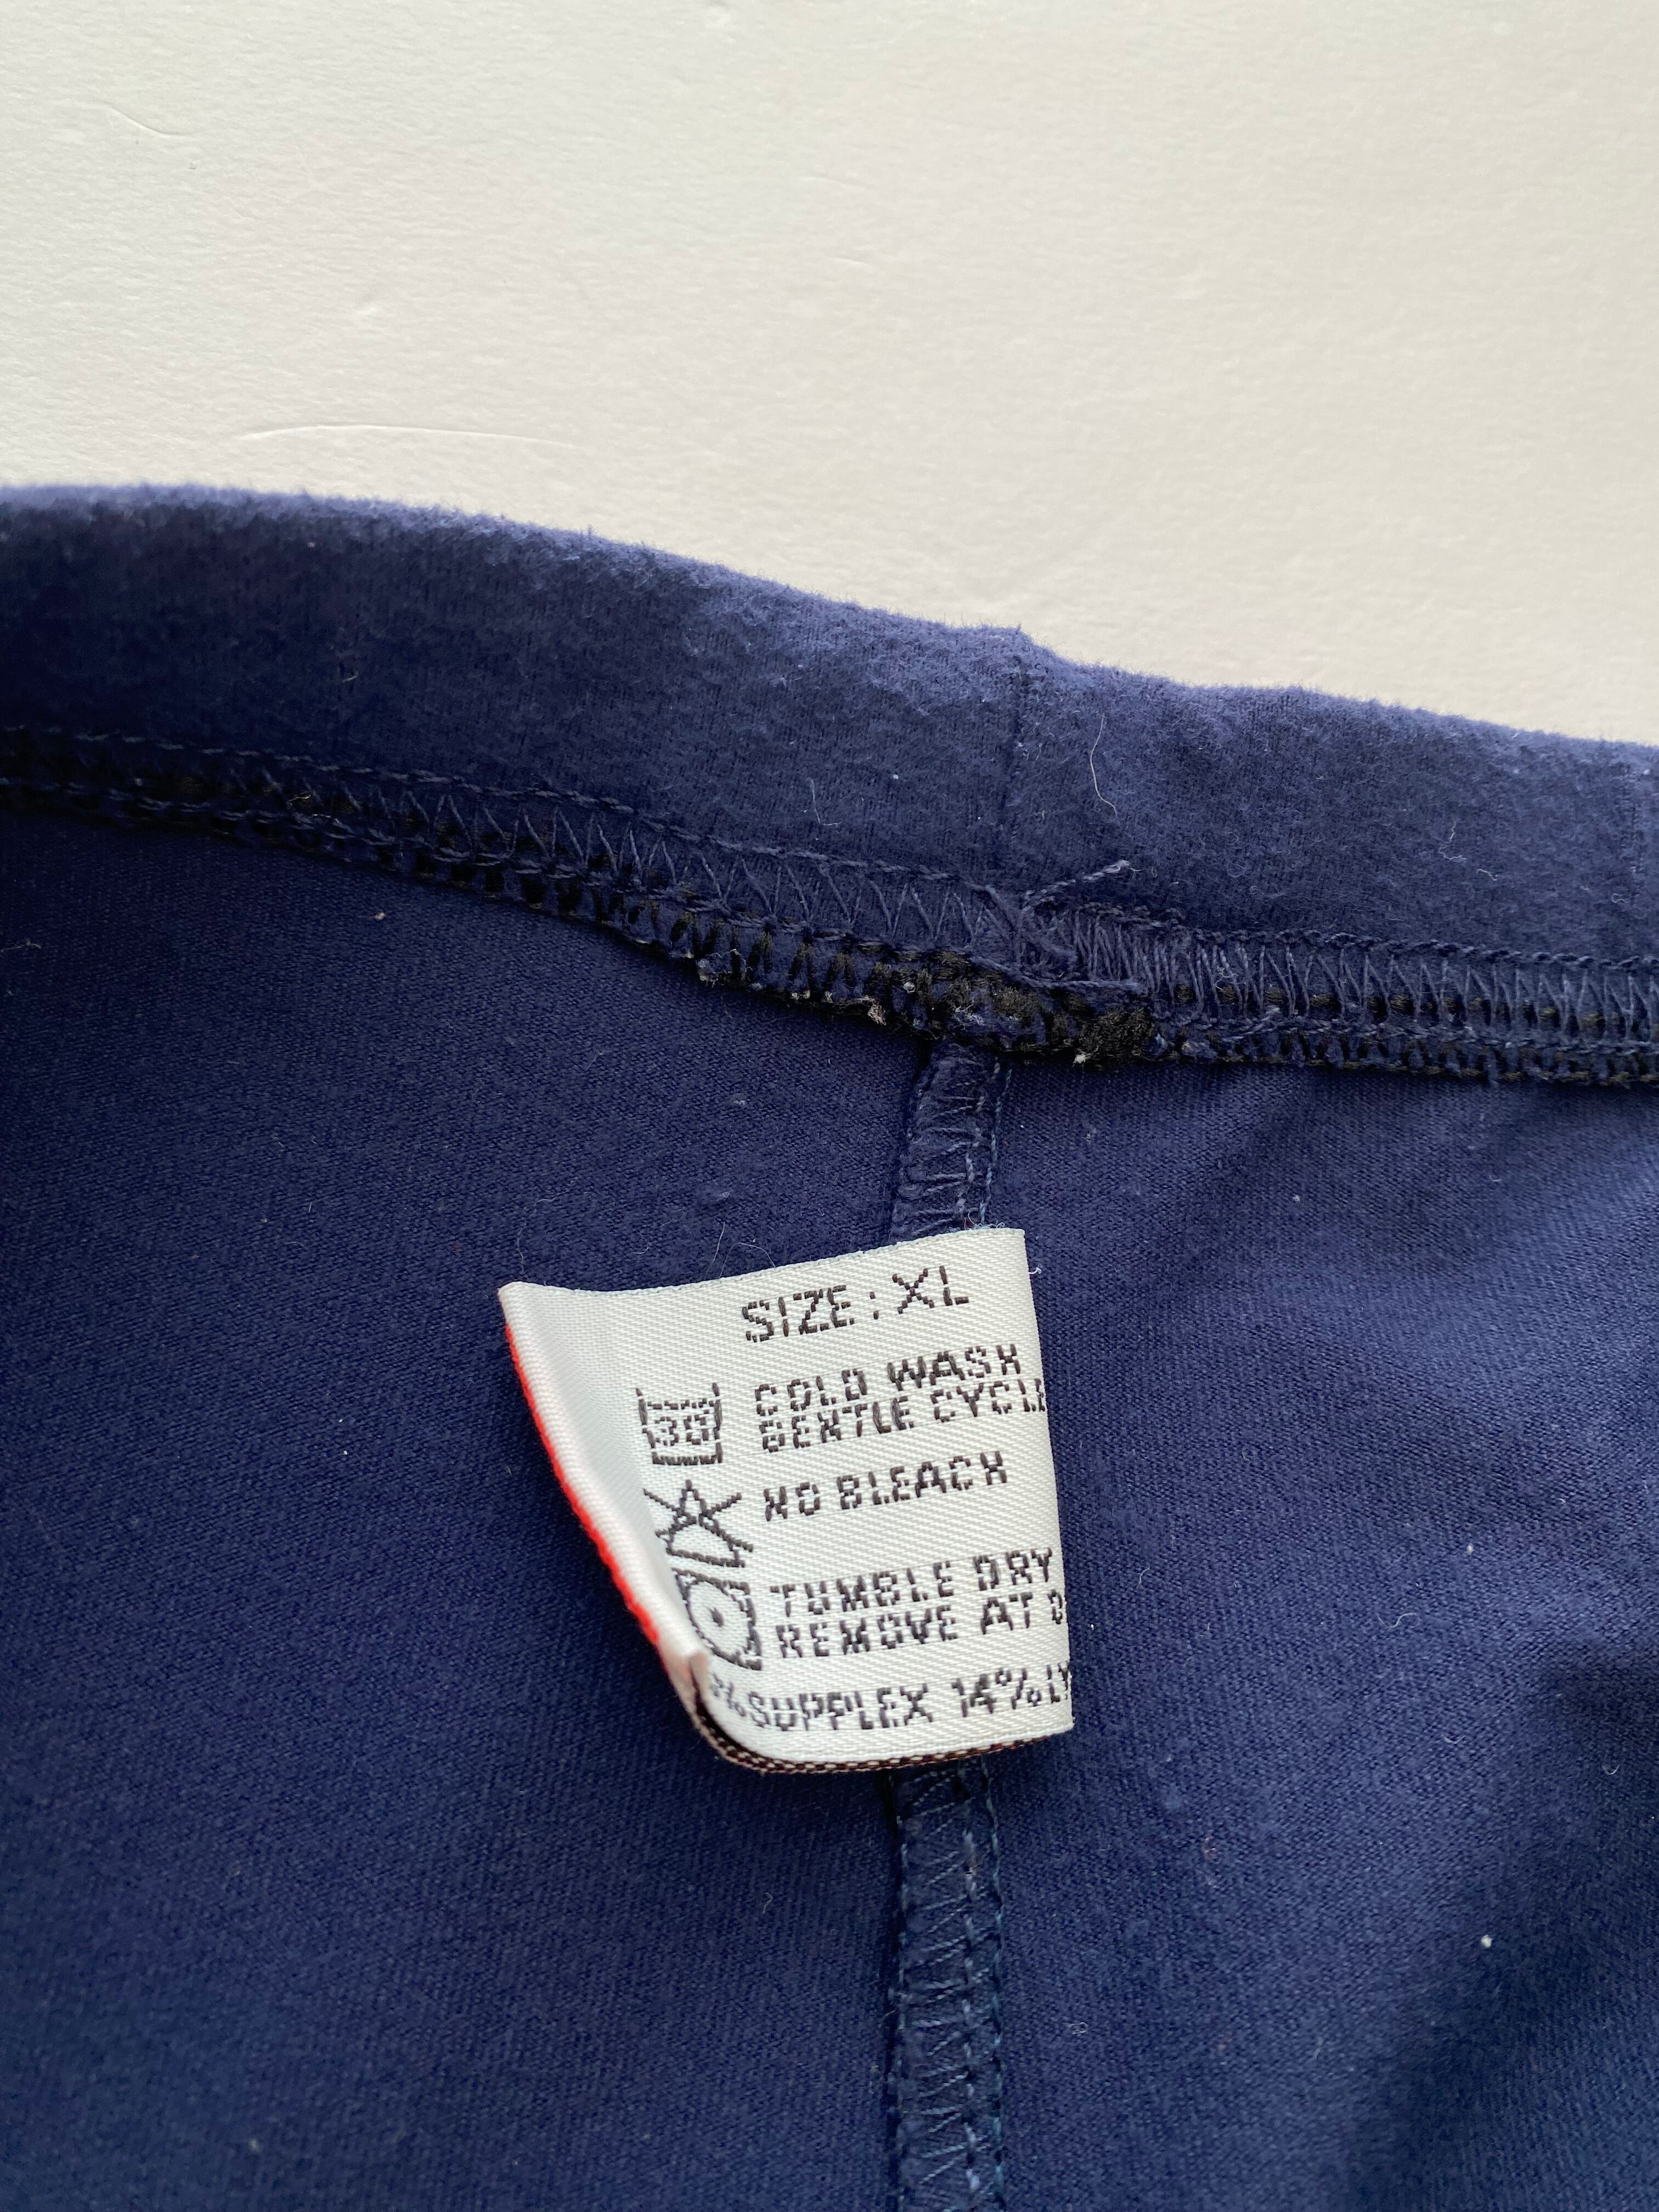 SIZE : XL
COLD WASH
30
GENTLE CYCLE
NO BLEACH
TUMBLE DRY
REMOVE AT
%SUPPLEX 14%